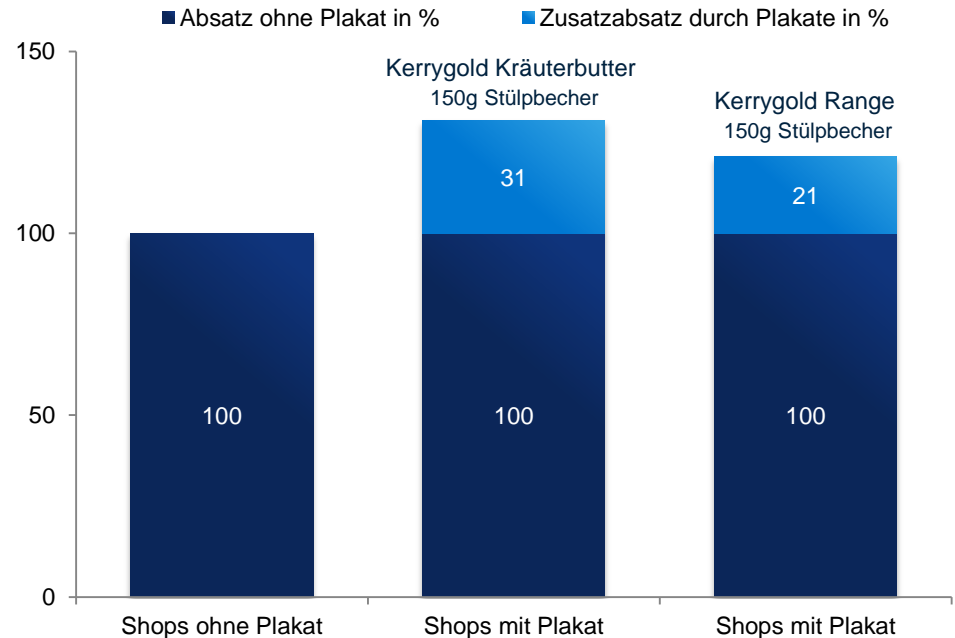 Absatz ohne Plakat in % Zusatzabsatz durch Plakate in %
150
Kerrygold Kräuterbutter
150g Stülpbecher
Kerrygold Range
150g Stülpbecher
31
21
100
100
100
100
50
0
Shops ohne Plakat Shops mit Plakat Shops mit Plakat